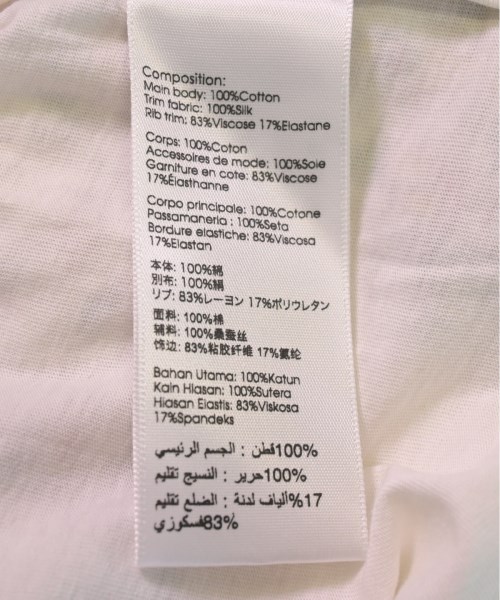 Composition:
Main body: 100%Cotton
Trim fabric: 100%Silk
Rib trim: 83%Viscose 17%Elastane
Corps: 100%Coton
Accessoires de mode: 100%Soie
Garniture en cote: 83%Viscose
17%Élasthanne
Corpo principale: 100%Cotone
Passamaneria : 100%Seta
Bordure elastiche: 83%Viscosa
17%Elastan
本体: 100%綿
別布: 100%絹
リブ: 83%レーヨン 17%ポリウレタン
面料: 100%棉
辅料: 100%桑蚕丝
饰边: 83%粘胶纤维 17%氨纶
Bahan Utama: 100%Katun
Kain Hiasan: 100%Sutera
Hiasan Elastis: 83%Viskosa
17%Spandeks
100%قطن : الجسم الرئيسي
100%حرير : النسيج تقليم
17%ألياف لدنة : الضلع تقليم
83%فسكوزي